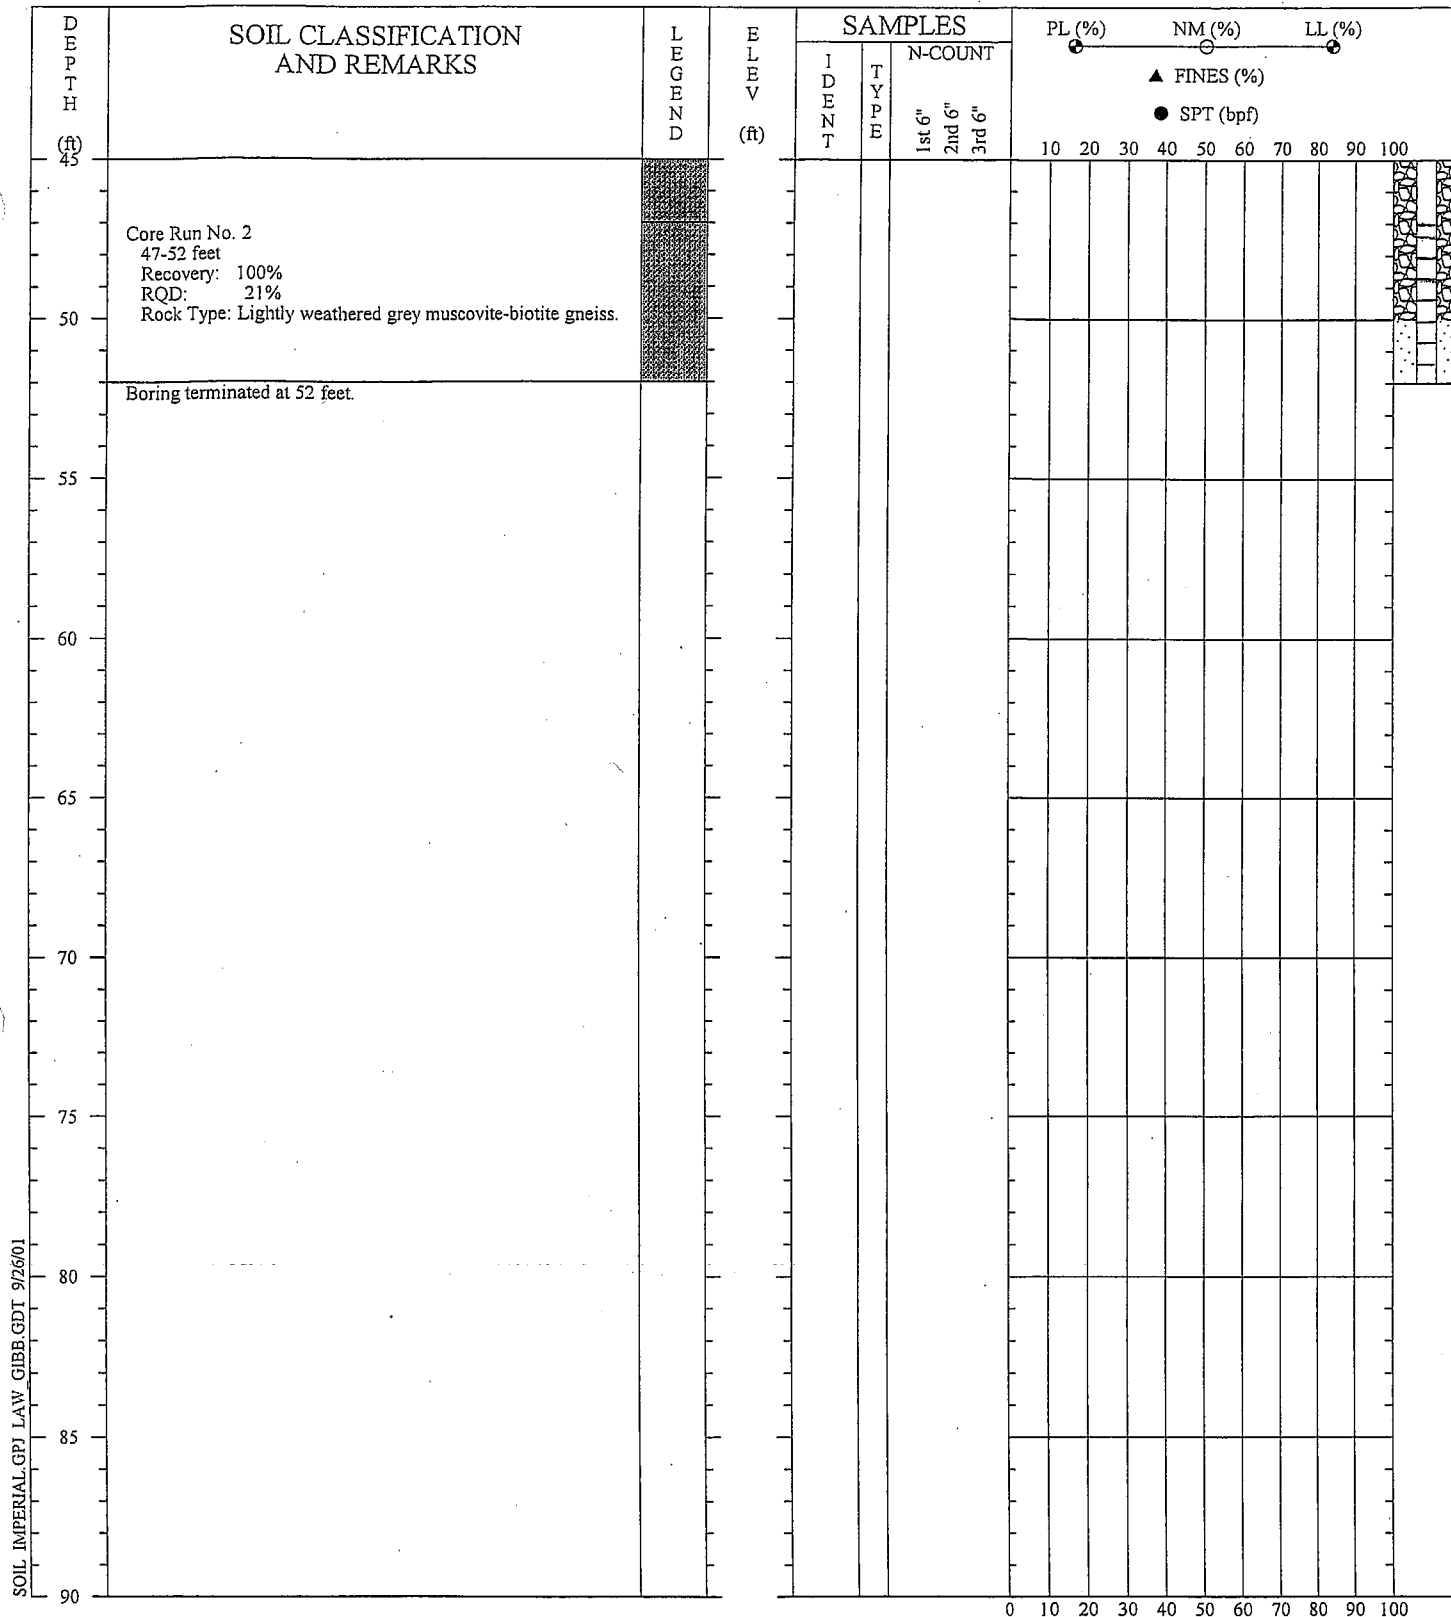 DEPTH (ft)
SOIL CLASSIFICATION
AND REMARKS
LEGEND
ELEV (ft)
SAMPLES
IDENT
TYPE
N-COUNT
1st 6"
2nd 6"
3rd 6"
PL (%) NM (%) LL (%)
FINES (%)
SPT (bpf)
10 20 30 40 50 60 70 80 90 100
45
Core Run No. 2
47-52 feet
Recovery: 100%
RQD: 21%
Rock Type: Lightly weathered grey muscovite-biotite gneiss.
50
Boring terminated at 52 feet.
55
60
65
70
75
80
85
90
0 10 20 30 40 50 60 70 80 90 100
SOIL IMPERIAL.GPJ LAW_GIBB.GDT 9/26/01